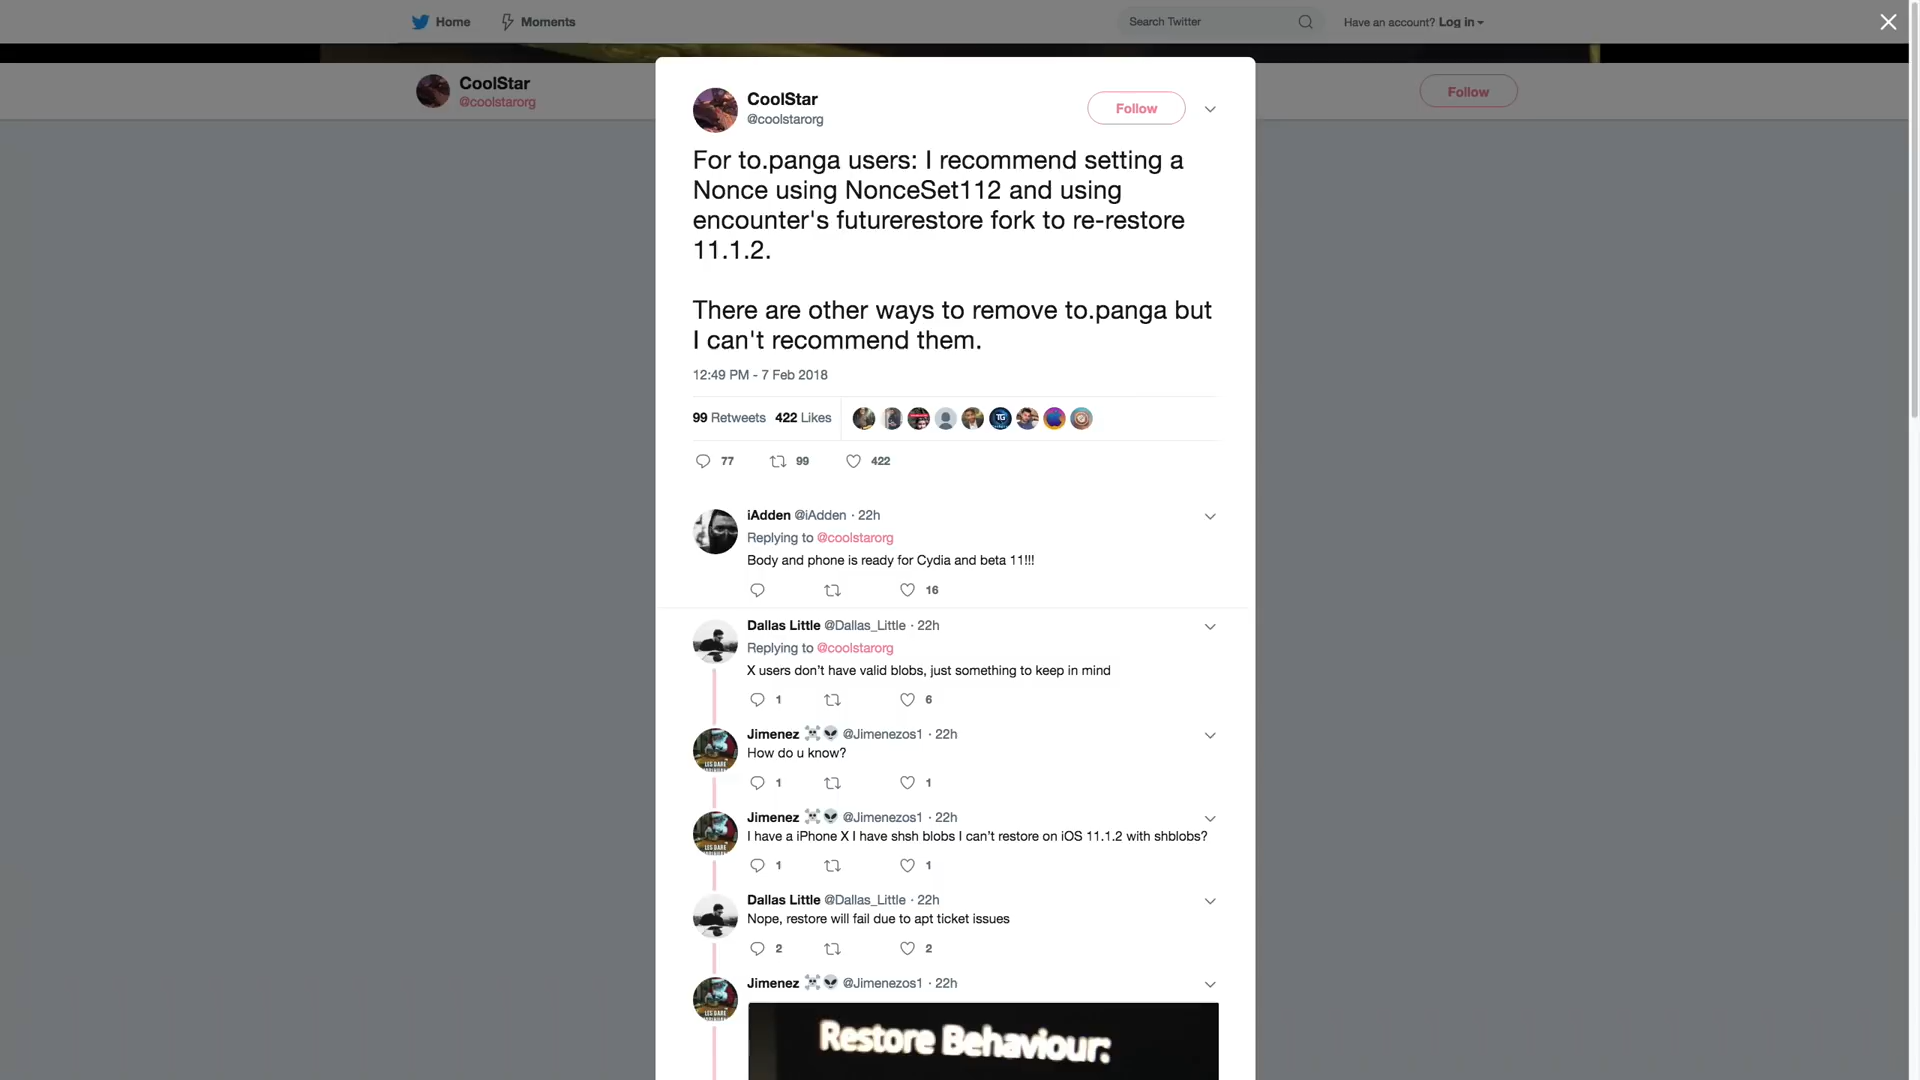 Home
Moments
Search Twitter
Have an account? Log in
CoolStar
@coolstarorg
Follow
CoolStar
@coolstarorg
Follow
For to.panga users: I recommend setting a
Nonce using NonceSet112 and using
encounter's futurerestore fork to re-restore
11.1.2.
There are other ways to remove to.panga but
I can't recommend them.
12:49 PM - 7 Feb 2018
99 Retweets 422 Likes
77 99 422
iAdden @iAdden · 22h
Replying to @coolstarorg
Body and phone is ready for Cydia and beta 11!!!
16
Dallas Little @Dallas_Little · 22h
Replying to @coolstarorg
X users don’t have valid blobs, just something to keep in mind
1 6
Jimenez ☠️👽 @Jimenezos1 · 22h
How do u know?
1 1
Jimenez ☠️👽 @Jimenezos1 · 22h
I have a iPhone X I have shsh blobs I can’t restore on iOS 11.1.2 with shblobs?
1 1
Dallas Little @Dallas_Little · 22h
Nope, restore will fail due to apt ticket issues
2 2
Jimenez ☠️👽 @Jimenezos1 · 22h
Restore Behaviour: